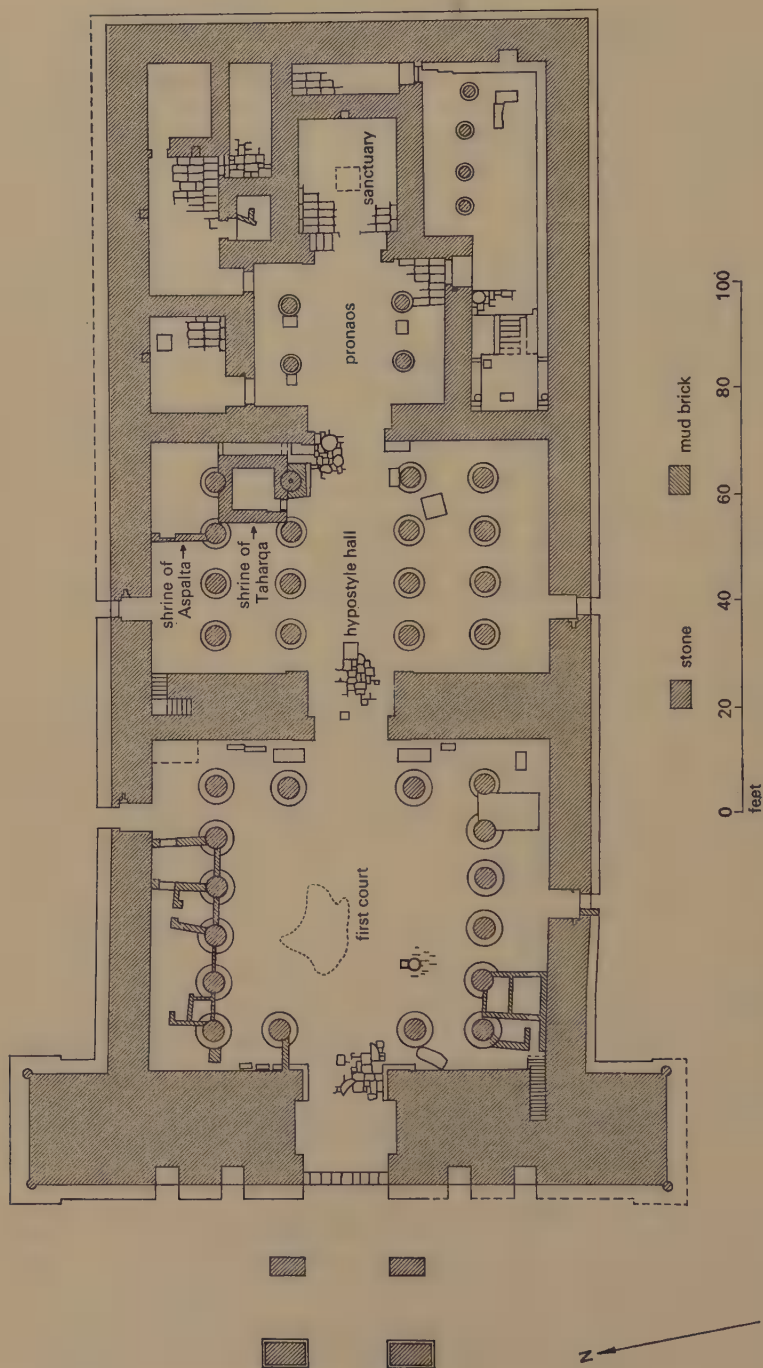 sanctuary
pronaos
shrine of
Aspalta→
shrine of
Taharqa
hypostyle hall
first court
stone
mud brick
0 20 40 60 80 100
feet
N